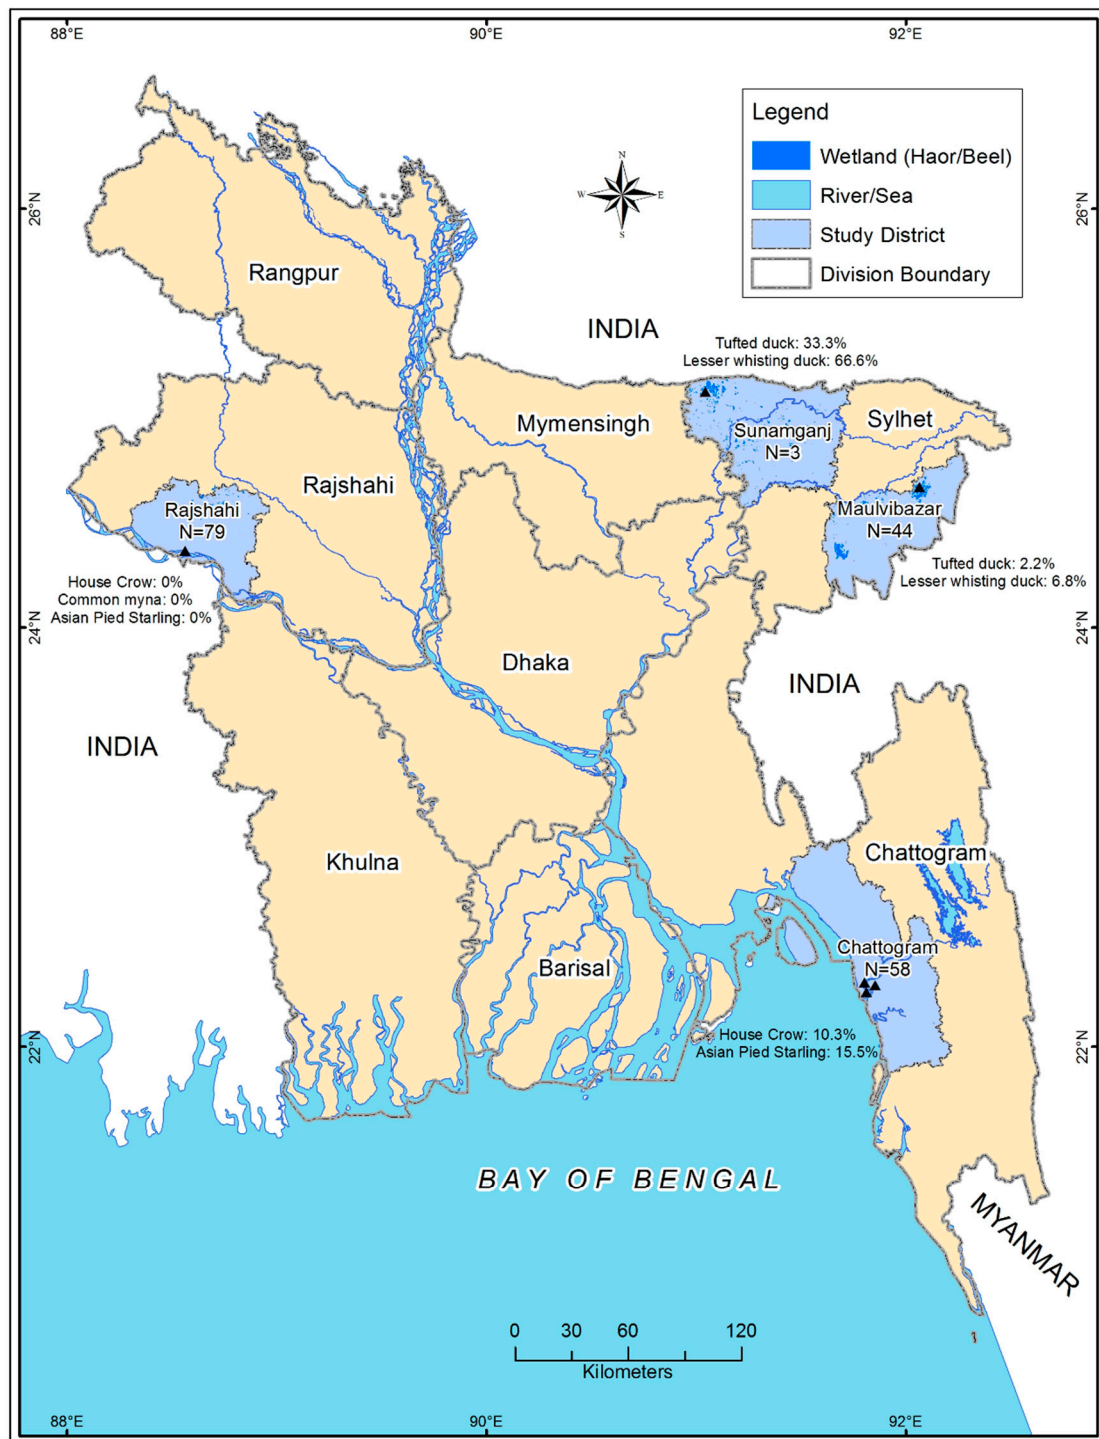 88°E
90°E
92°E
26°N
26°N
Legend
Wetland (Haor/Beel)
River/Sea
Study District
Division Boundary
N
W
E
S
Rangpur
INDIA
Tufted duck: 33.3%
Lesser whisting duck: 66.6%
Mymensingh
Sunamganj
N=3
Sylhet
Rajshahi
Rajshahi
N=79
Maulvibazar
N=44
Tufted duck: 2.2%
Lesser whisting duck: 6.8%
House Crow: 0%
Common myna: 0%
Asian Pied Starling: 0%
24°N
24°N
Dhaka
INDIA
INDIA
Khulna
Chattogram
Barisal
Chattogram
N=58
House Crow: 10.3%
Asian Pied Starling: 15.5%
22°N
22°N
BAY OF BENGAL
MYANMAR
0 30 60 120
Kilometers
88°E
90°E
92°E